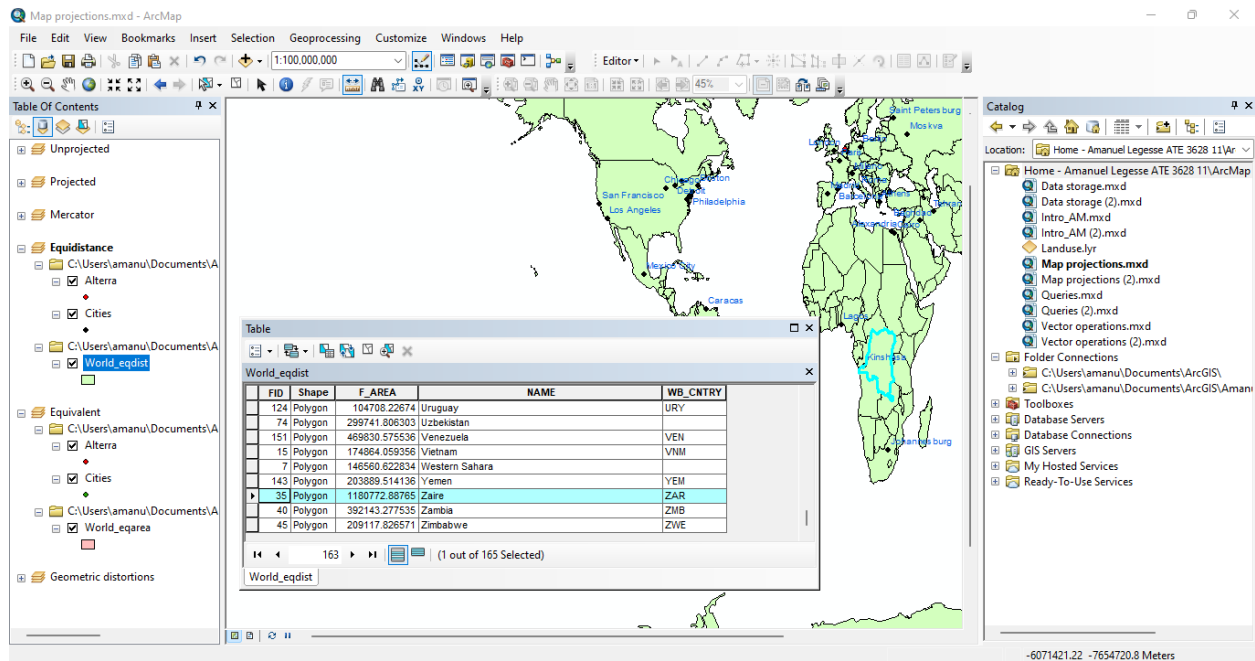 Map projections.mxd - ArcMap
File Edit View Bookmarks Insert Selection Geoprocessing Customize Windows Help
1:100,000,000
Editor
45%
Table Of Contents
Unprojected
Projected
Mercator
Equidistance
C:\Users\amanu\Documents\A
Alterra
Cities
C:\Users\amanu\Documents\A
World_eqdist
Equivalent
C:\Users\amanu\Documents\A
Alterra
Cities
C:\Users\amanu\Documents\A
World_eqarea
Geometric distortions
Saint Petersburg
Moskva
San Francisco
Los Angeles
Detroit
Philadelphia
Mexico City
Caracas
Lagos
Kinshasa
Johannesburg
Table
World_eqdist
FID Shape F_AREA NAME WB_CNTRY
124 Polygon 104708.22674 Uruguay URY
74 Polygon 299741.806303 Uzbekistan
151 Polygon 469830.575536 Venezuela VEN
15 Polygon 174864.059356 Vietnam VNM
7 Polygon 146560.622834 Western Sahara
143 Polygon 203889.514136 Yemen YEM
35 Polygon 1180772.88765 Zaire ZAR
40 Polygon 392143.277535 Zambia ZMB
45 Polygon 209117.826571 Zimbabwe ZWE
163 (1 out of 165 Selected)
World_eqdist
Catalog
Location: Home - Amanuel Legesse ATE 3628 11\Ar
Home - Amanuel Legesse ATE 3628 11\ArcMap
Data storage.mxd
Data storage (2).mxd
Intro_AM.mxd
Intro_AM (2).mxd
Landuse.lyr
Map projections.mxd
Map projections (2).mxd
Queries.mxd
Queries (2).mxd
Vector operations.mxd
Vector operations (2).mxd
Folder Connections
C:\Users\amanu\Documents\ArcGIS\
C:\Users\amanu\Documents\ArcGIS\Amanu
Toolboxes
Database Servers
Database Connections
GIS Servers
My Hosted Services
Ready-To-Use Services
-6071421.22 -7654720.8 Meters